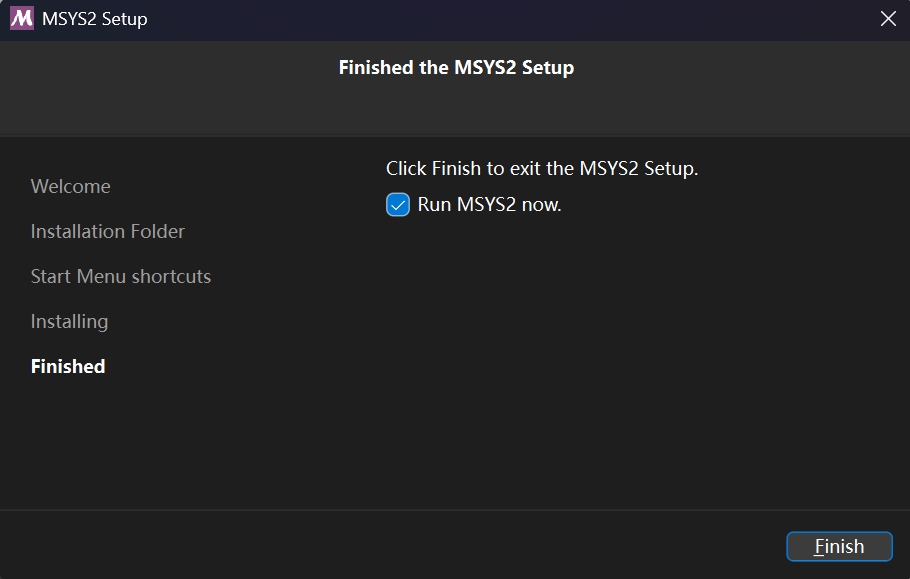 MSYS2 Setup
Finished the MSYS2 Setup
Welcome
Installation Folder
Start Menu shortcuts
Installing
Finished
Click Finish to exit the MSYS2 Setup.
Run MSYS2 now.
Finish